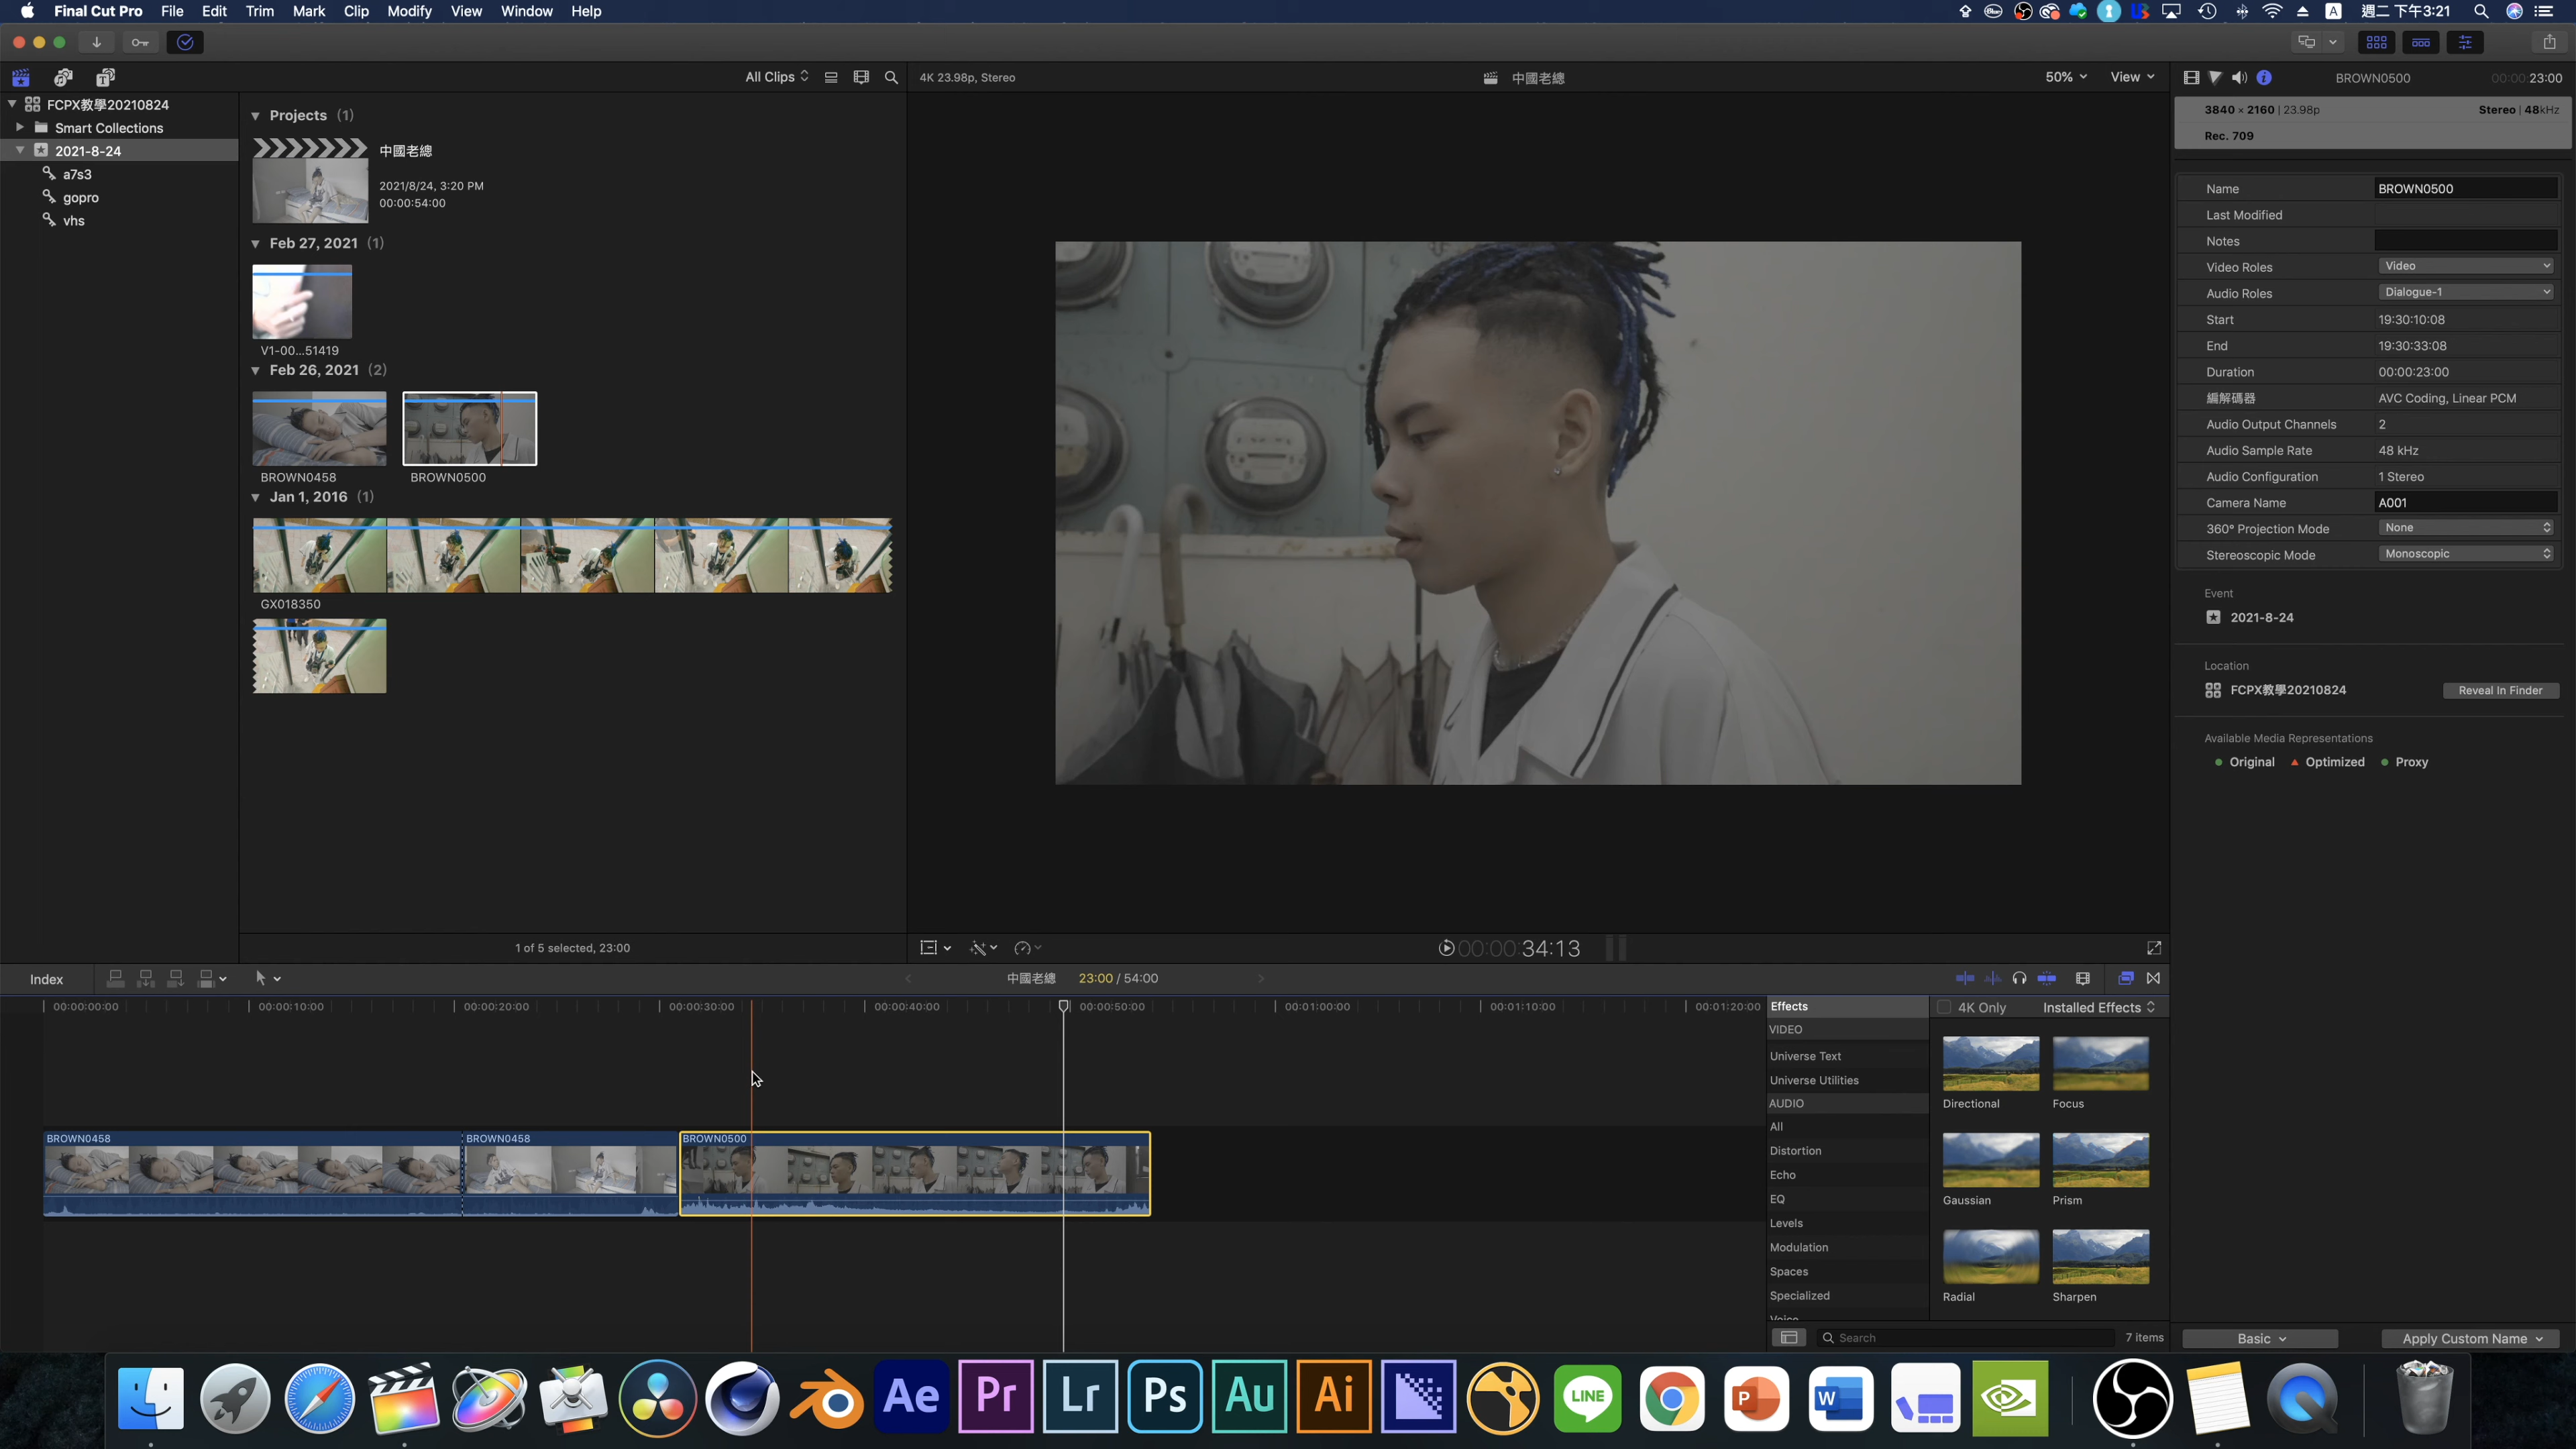 Final Cut Pro File Edit Trim Mark Clip Modify View Window Help
A 週二 下午3:21
All Clips
4K 23.98p, Stereo
中國老總
50% View
BROWN0500
00:00:23:00
FCPX教學20210824
Smart Collections
2021-8-24
a7s3
gopro
vhs
Projects (1)
中國老總
2021/8/24, 3:20 PM
00:00:54:00
Feb 27, 2021 (1)
V1-00...51419
Feb 26, 2021 (2)
BROWN0458
BROWN0500
Jan 1, 2016 (1)
GX018350
1 of 5 selected, 23:00
00:00:00:34:13
3840 × 2160 | 23.98p
Stereo | 48kHz
Rec. 709
Name BROWN0500
Last Modified
Notes
Video Roles Video
Audio Roles Dialogue-1
Start 19:30:10:08
End 19:30:33:08
Duration 00:00:23:00
編解碼器 AVC Coding, Linear PCM
Audio Output Channels 2
Audio Sample Rate 48 kHz
Audio Configuration 1 Stereo
Camera Name A001
360° Projection Mode None
Stereoscopic Mode Monoscopic
Event
2021-8-24
Location
FCPX教學20210824 Reveal In Finder
Available Media Representations
Original Optimized Proxy
Index
中國老總 23:00 / 54:00
00:00:00:00 00:00:10:00 00:00:20:00 00:00:30:00 00:00:40:00 00:00:50:00 00:01:00:00 00:01:10:00 00:01:20:00
BROWN0458 BROWN0458 BROWN0500
Effects
VIDEO
Universe Text
Universe Utilities
AUDIO
All
Distortion
Echo
EQ
Levels
Modulation
Spaces
Specialized
Voice
4K Only Installed Effects
Directional Focus
Gaussian Prism
Radial Sharpen
Search
7 items
Basic Apply Custom Name
Ae Pr Lr Ps Au Ai LINE P W